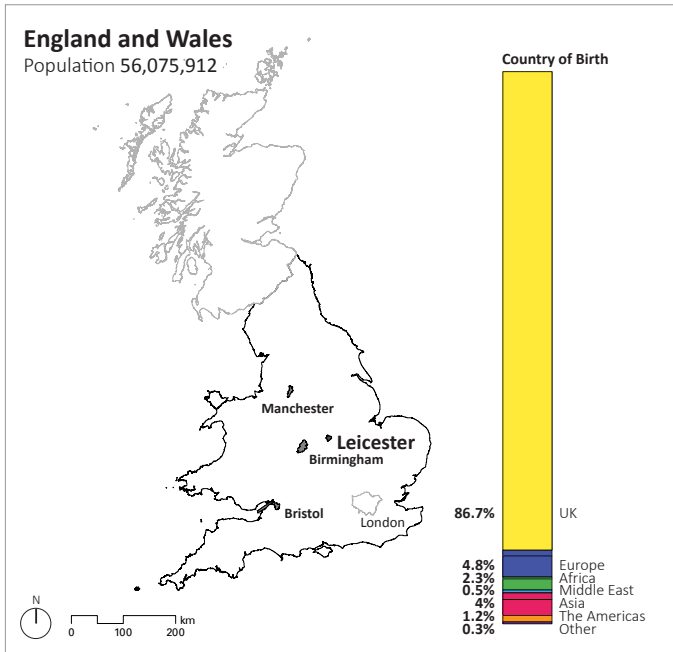 England and Wales
Population 56,075,912
Country of Birth
Manchester
Leicester
Birmingham
Bristol
London
86.7% UK
4.8% Europe
2.3% Africa
0.5% Middle East
4% Asia
1.2% The Americas
0.3% Other
N
0 100 200 km